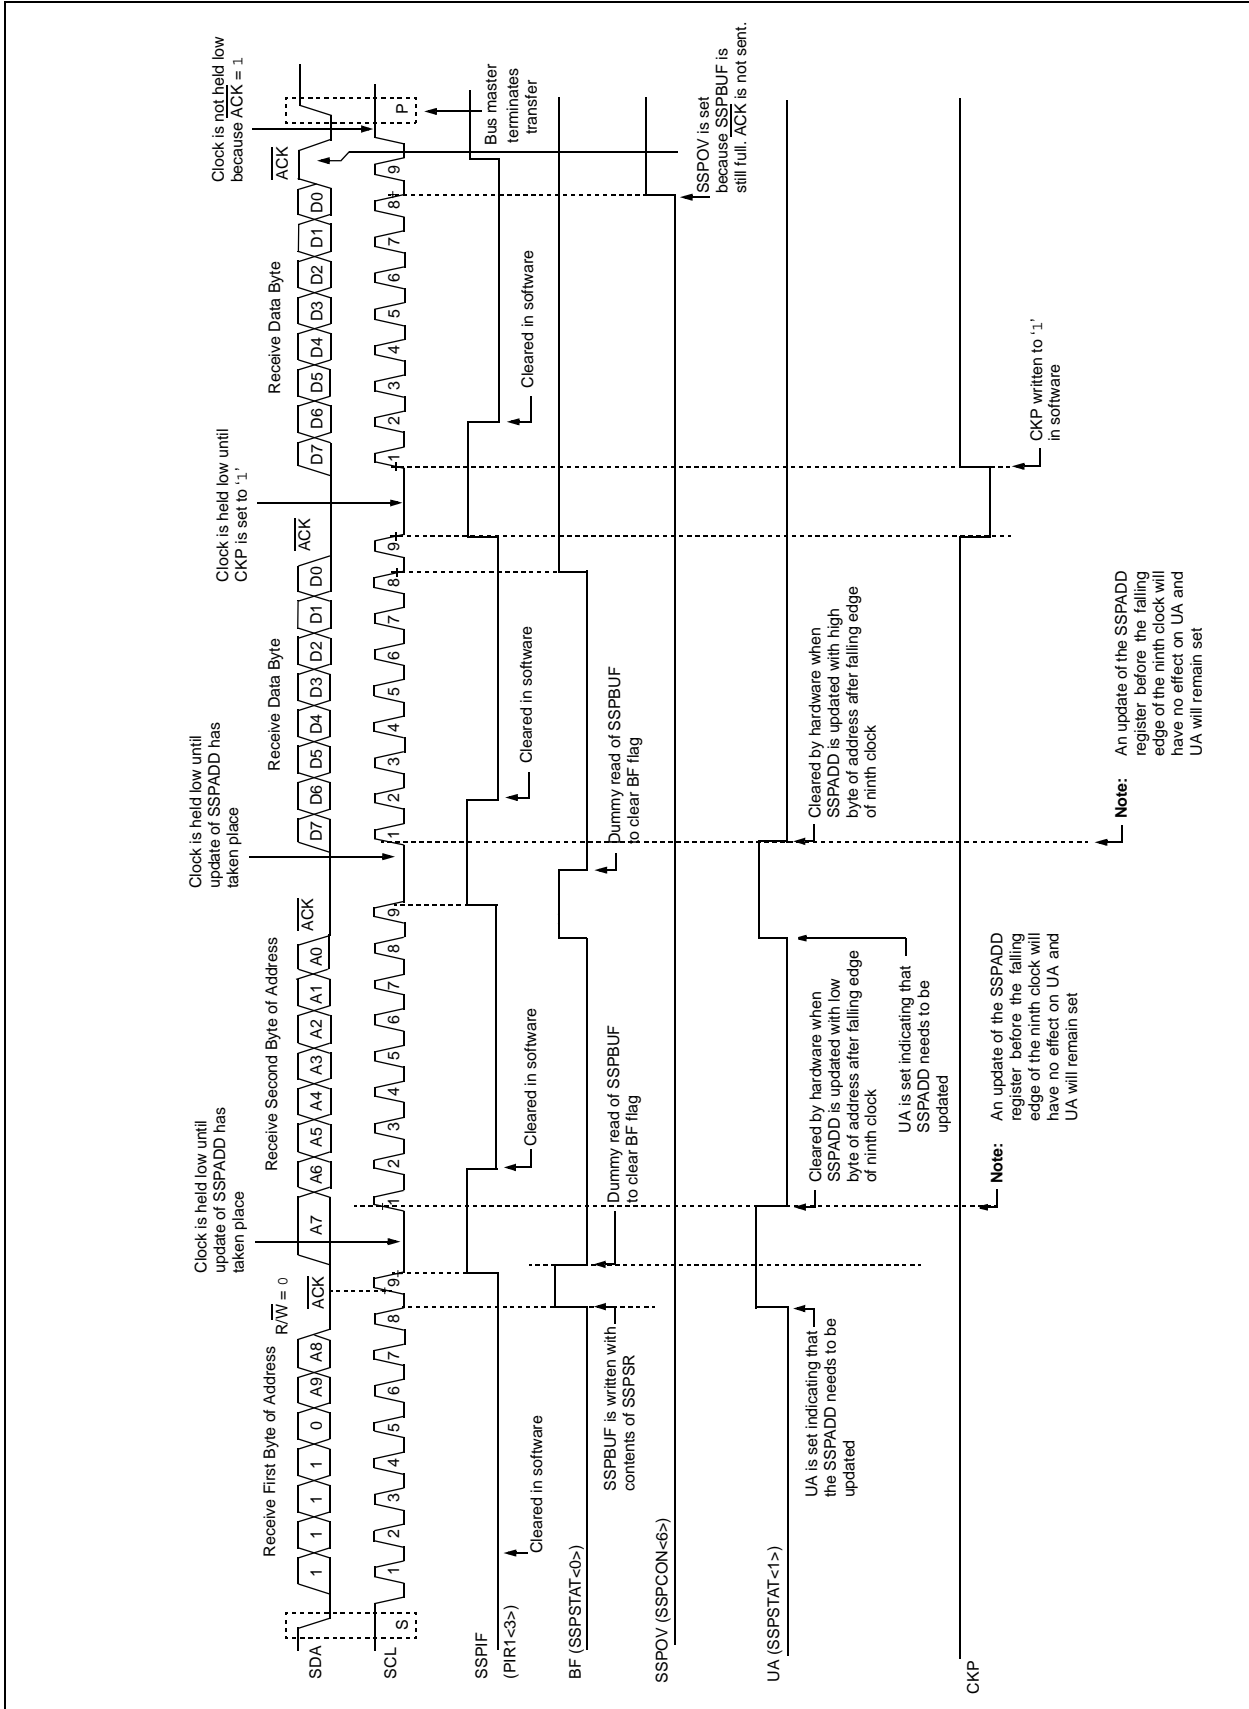 Clock is not held low
because ACK = 1
Clock is held low until
CKP is set to ‘1’
Clock is held low until
update of SSPADD has
taken place
Clock is held low until
update of SSPADD has
taken place
R/W = 0
Receive First Byte of Address
Receive Second Byte of Address
Receive Data Byte
Receive Data Byte
ACK
ACK
ACK
ACK
SDA
1 1 1 1 0 A9 A8
A7 A6 A5 A4 A3 A2 A1 A0
D7 D6 D5 D4 D3 D2 D1 D0
D7 D6 D5 D4 D3 D2 D1 D0
SCL
S
1 2 3 4 5 6 7 8 9
1 2 3 4 5 6 7 8 9
1 2 3 4 5 6 7 8 9
1 2 3 4 5 6 7 8 9
P
Bus master
terminates
transfer
SSPIF
(PIR1<3>)
Cleared in software
Cleared in software
Cleared in software
Cleared in software
BF (SSPSTAT<0>)
SSPBUF is written with
contents of SSPSR
Dummy read of SSPBUF
to clear BF flag
Dummy read of SSPBUF
to clear BF flag
SSPOV (SSPCON<6>)
SSPOV is set
because SSPBUF is
still full. ACK is not sent.
UA (SSPSTAT<1>)
UA is set indicating that
the SSPADD needs to be
updated
Cleared by hardware when
SSPADD is updated with low
byte of address after falling edge
of ninth clock
UA is set indicating that
SSPADD needs to be
updated
Cleared by hardware when
SSPADD is updated with high
byte of address after falling edge
of ninth clock
CKP
CKP written to ‘1’
in software
Note: An update of the SSPADD
register before the falling
edge of the ninth clock will
have no effect on UA and
UA will remain set
Note: An update of the SSPADD
register before the falling
edge of the ninth clock will
have no effect on UA and
UA will remain set